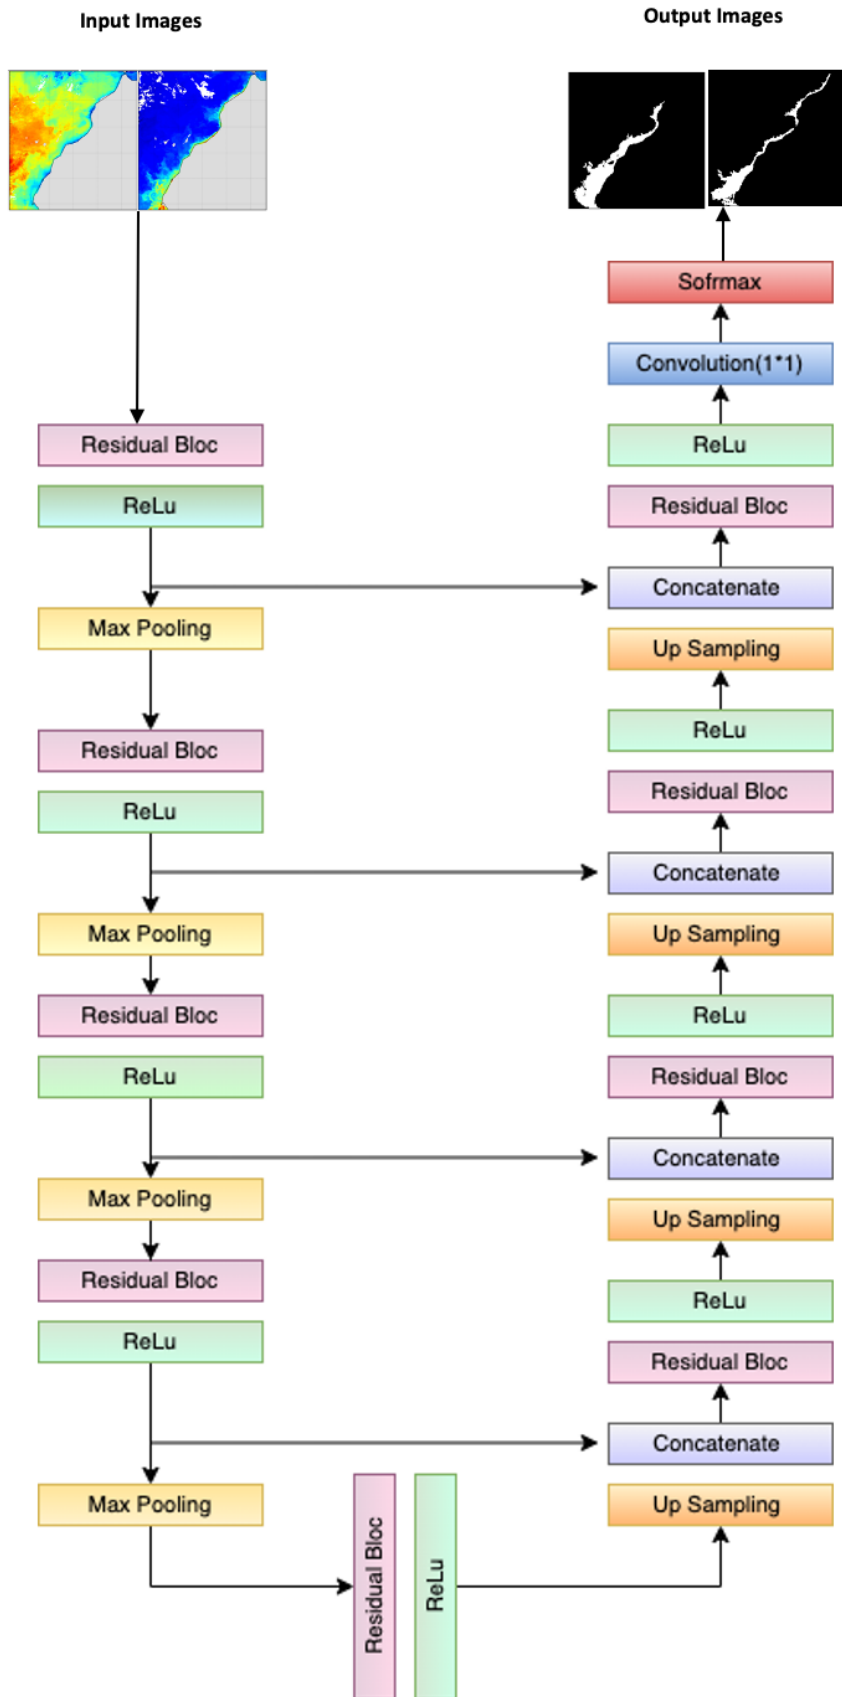 Input Images
Output Images
Sofrmax
Convolution(1*1)
Residual Bloc
ReLu
ReLu
Residual Bloc
Concatenate
Max Pooling
Up Sampling
ReLu
Residual Bloc
Residual Bloc
ReLu
Concatenate
Max Pooling
Up Sampling
Residual Bloc
ReLu
ReLu
Residual Bloc
Concatenate
Max Pooling
Up Sampling
Residual Bloc
ReLu
ReLu
Residual Bloc
Concatenate
Max Pooling
Up Sampling
Residual Bloc
ReLu